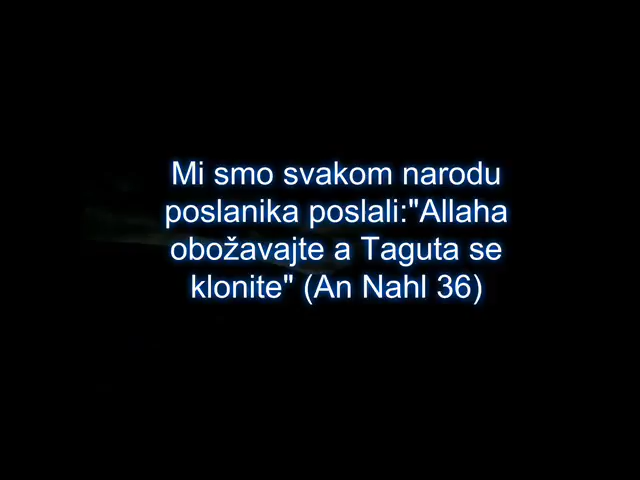 Mi smo svakom narodu
poslanika poslali:"Allaha
obožavajte a Taguta se
klonite" (An Nahl 36)